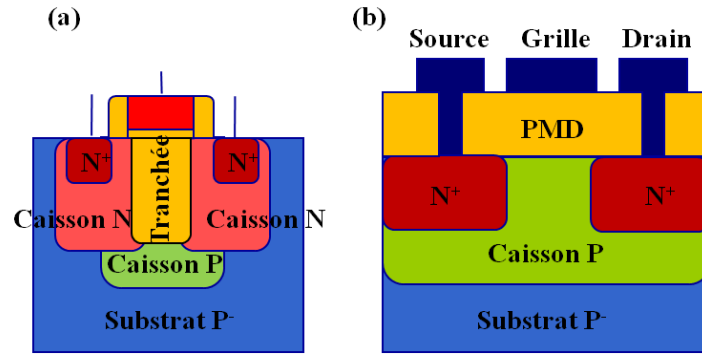 (a)
N+
N+
Tranchée
Caisson N
Caisson N
Caisson P
Substrat P-
(b)
Source Grille Drain
PMD
N+
N+
Caisson P
Substrat P-